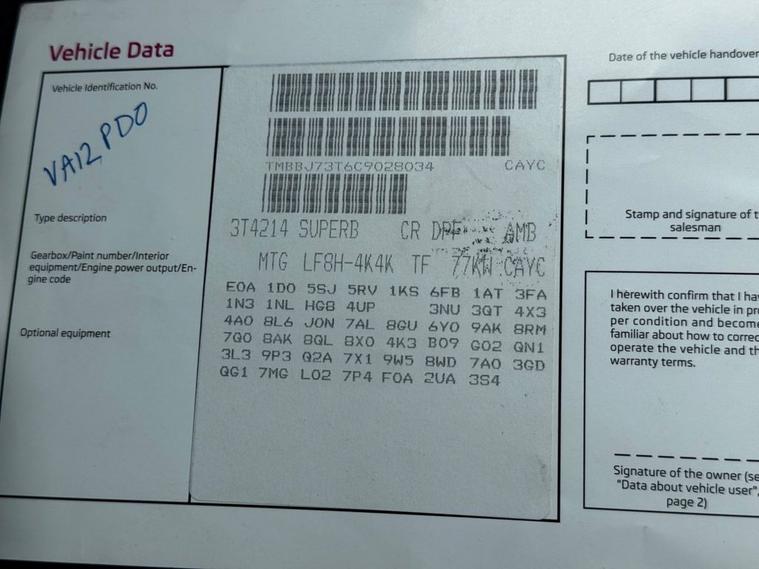 Vehicle Data
Vehicle Identification No.
VA12 PDO
TMBBJ73T6C9028034 CAYC
Type description
3T4214 SUPERB CR DPF AMB
Gearbox/Paint number/Interior
equipment/Engine power output/En-
gine code
MTG LF8H-4K4K TF 77KW CAYC
Optional equipment
E0A 1D0 5SJ 5RV 1KS 6FB 1AT 3FA
1N3 1NL HG8 4UP 3NU 3QT 4X3
4A0 8L6 J0N 7AL 8GU 6Y0 9AK 8RM
7Q0 8AK 8QL 8X0 4K3 B09 G02 QN1
3L3 9P3 Q2A 7X1 9W5 8WD 7A0 3GD
QG1 7MG L02 7P4 F0A 2UA 3S4
Date of the vehicle handover
Stamp and signature of t
salesman
I herewith confirm that I hav
taken over the vehicle in pr
per condition and become
familiar about how to correc
operate the vehicle and th
warranty terms.
Signature of the owner (se
"Data about vehicle user",
page 2)